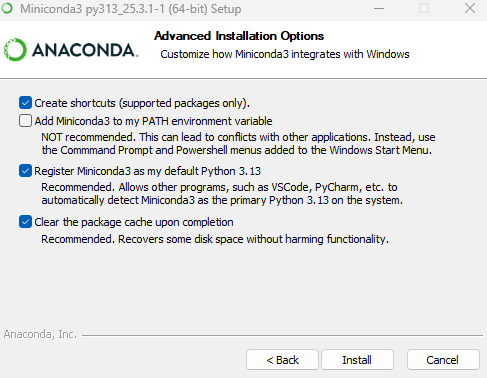 Miniconda3 py313_25.3.1-1 (64-bit) Setup
ANACONDA.
Advanced Installation Options
Customize how Miniconda3 integrates with Windows
Create shortcuts (supported packages only).
Add Miniconda3 to my PATH environment variable
NOT recommended. This can lead to conflicts with other applications. Instead, use
the Commmand Prompt and Powershell menus added to the Windows Start Menu.
Register Miniconda3 as my default Python 3.13
Recommended. Allows other programs, such as VSCode, PyCharm, etc. to
automatically detect Miniconda3 as the primary Python 3.13 on the system.
Clear the package cache upon completion
Recommended. Recovers some disk space without harming functionality.
Anaconda, Inc.
< Back
Install
Cancel